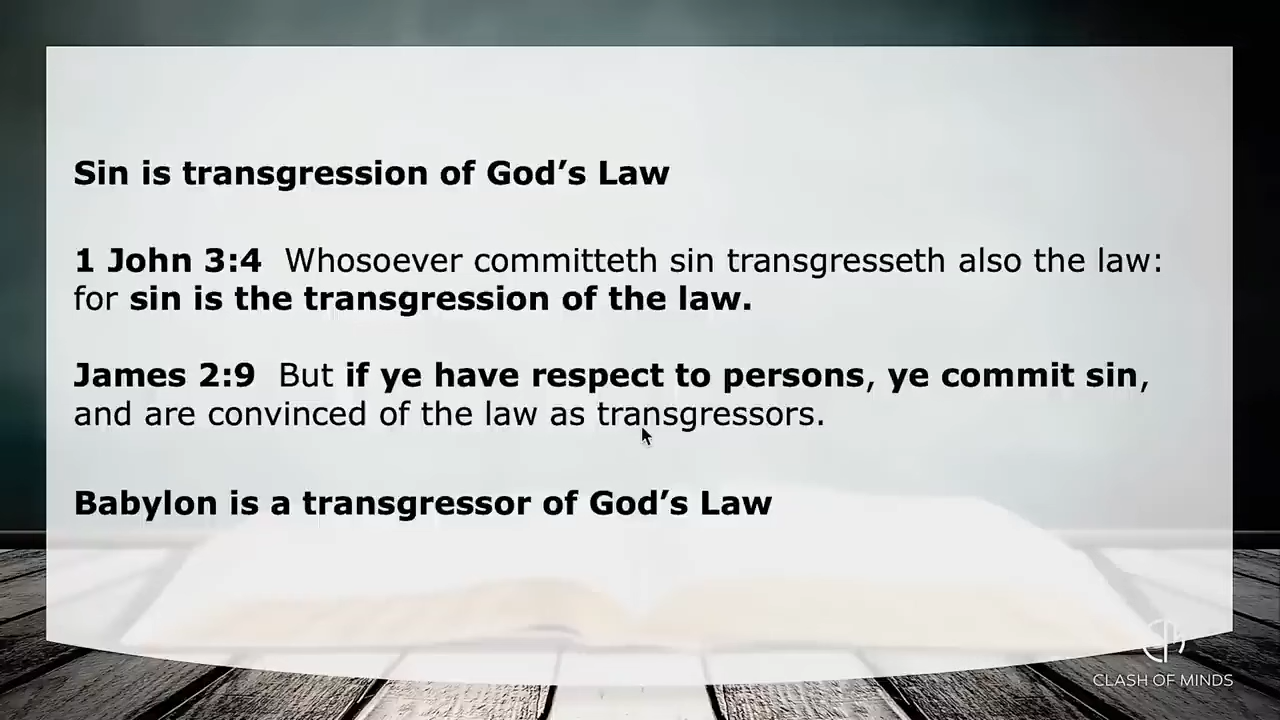 Sin is transgression of God’s Law
1 John 3:4  Whosoever committeth sin transgresseth also the law:
for sin is the transgression of the law.
James 2:9  But if ye have respect to persons, ye commit sin,
and are convinced of the law as transgressors.
Babylon is a transgressor of God’s Law
CLASH OF MINDS